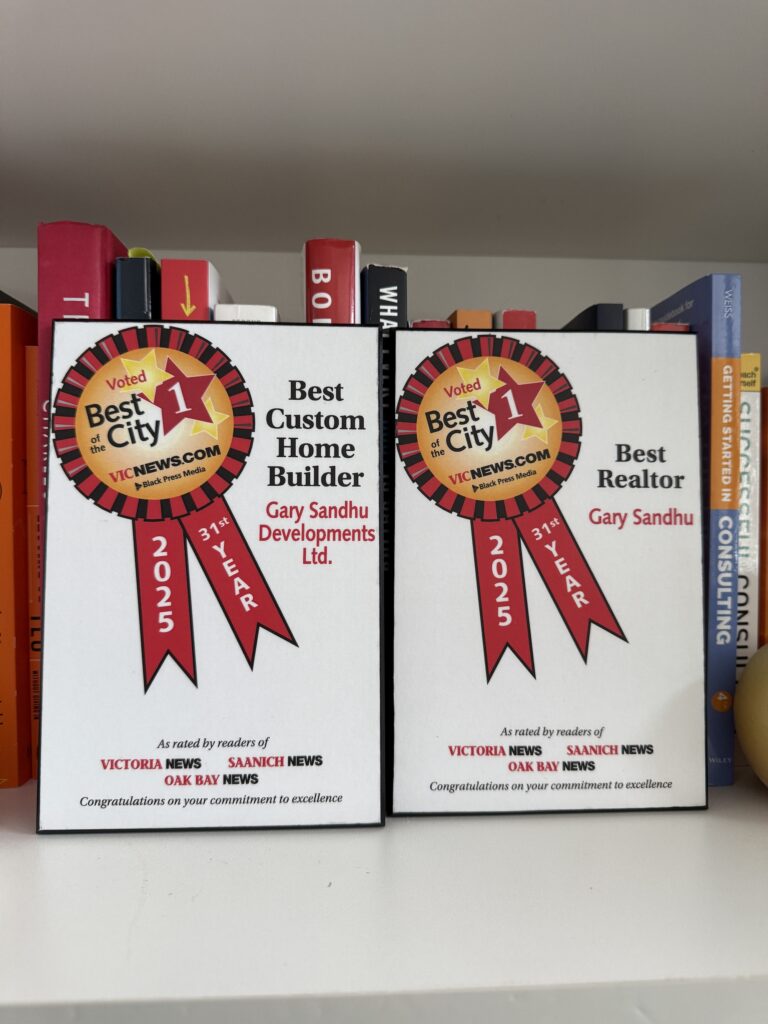 Voted
Best
of the
City
1
VICNEWS.COM
Black Press Media
2025
31st YEAR
Best
Custom
Home
Builder
Gary Sandhu
Developments
Ltd.
As rated by readers of
VICTORIA NEWS SAANICH NEWS
OAK BAY NEWS
Congratulations on your commitment to excellence
Voted
Best
of the
City
1
VICNEWS.COM
Black Press Media
2025
31st YEAR
Best
Realtor
Gary Sandhu
As rated by readers of
VICTORIA NEWS SAANICH NEWS
OAK BAY NEWS
Congratulations on your commitment to excellence
BO
WHA
WEISS
GETTING STARTED IN
CONSULTING
4
WILEY